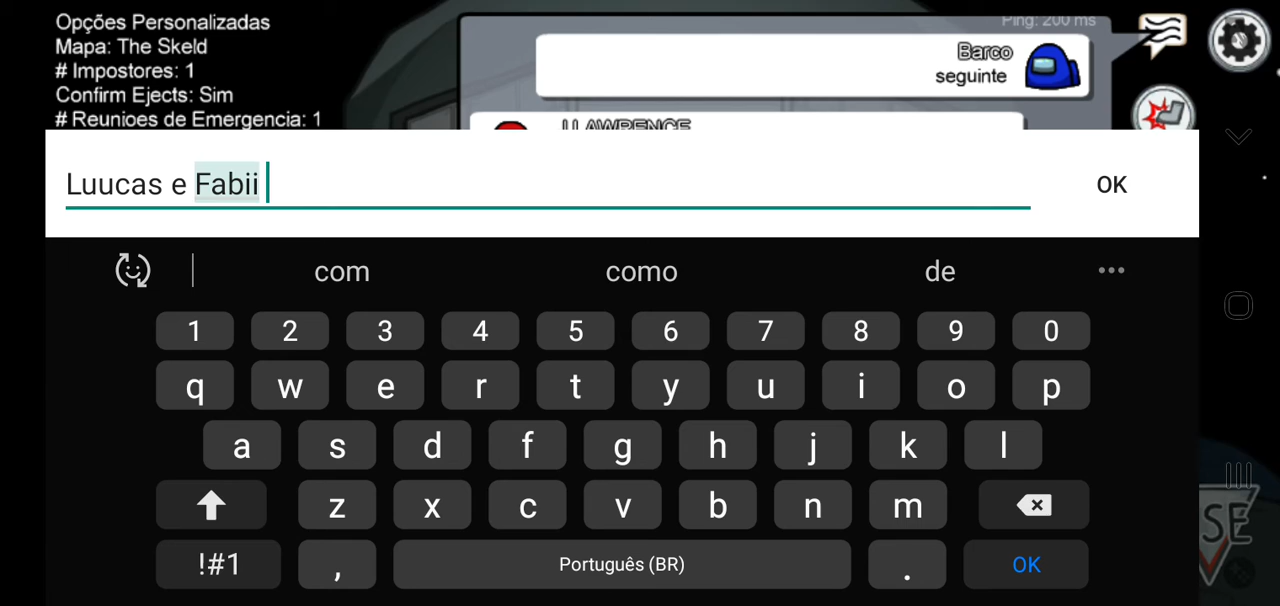 Opções Personalizadas
Mapa: The Skeld
# Impostores: 1
Confirm Ejects: Sim
# Reunioes de Emergencia: 1
Ping: 200 ms
Barco
seguinte
LLAWRENCE
Luucas e Fabii
OK
com como de
1 2 3 4 5 6 7 8 9 0
q w e r t y u i o p
a s d f g h j k l
z x c v b n m
!#1 , Português (BR) . OK
SE